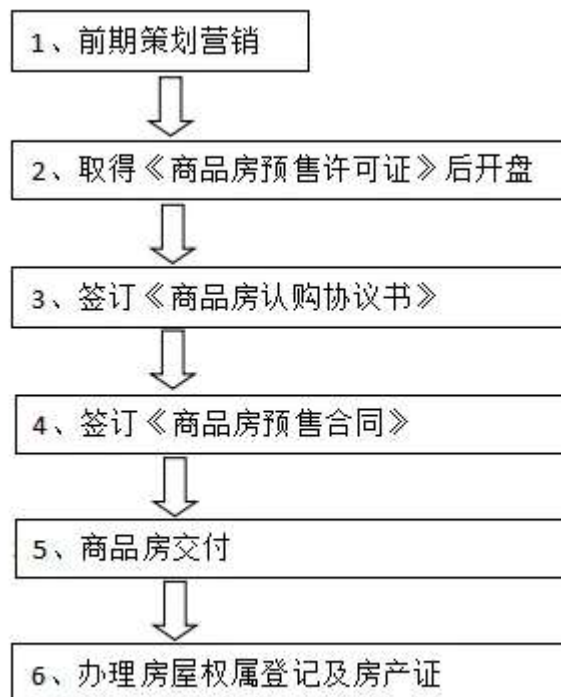 1、前期策划营销
2、取得《商品房预售许可证》后开盘
3、签订《商品房认购协议书》
4、签订《商品房预售合同》
5、商品房交付
6、办理房屋权属登记及房产证